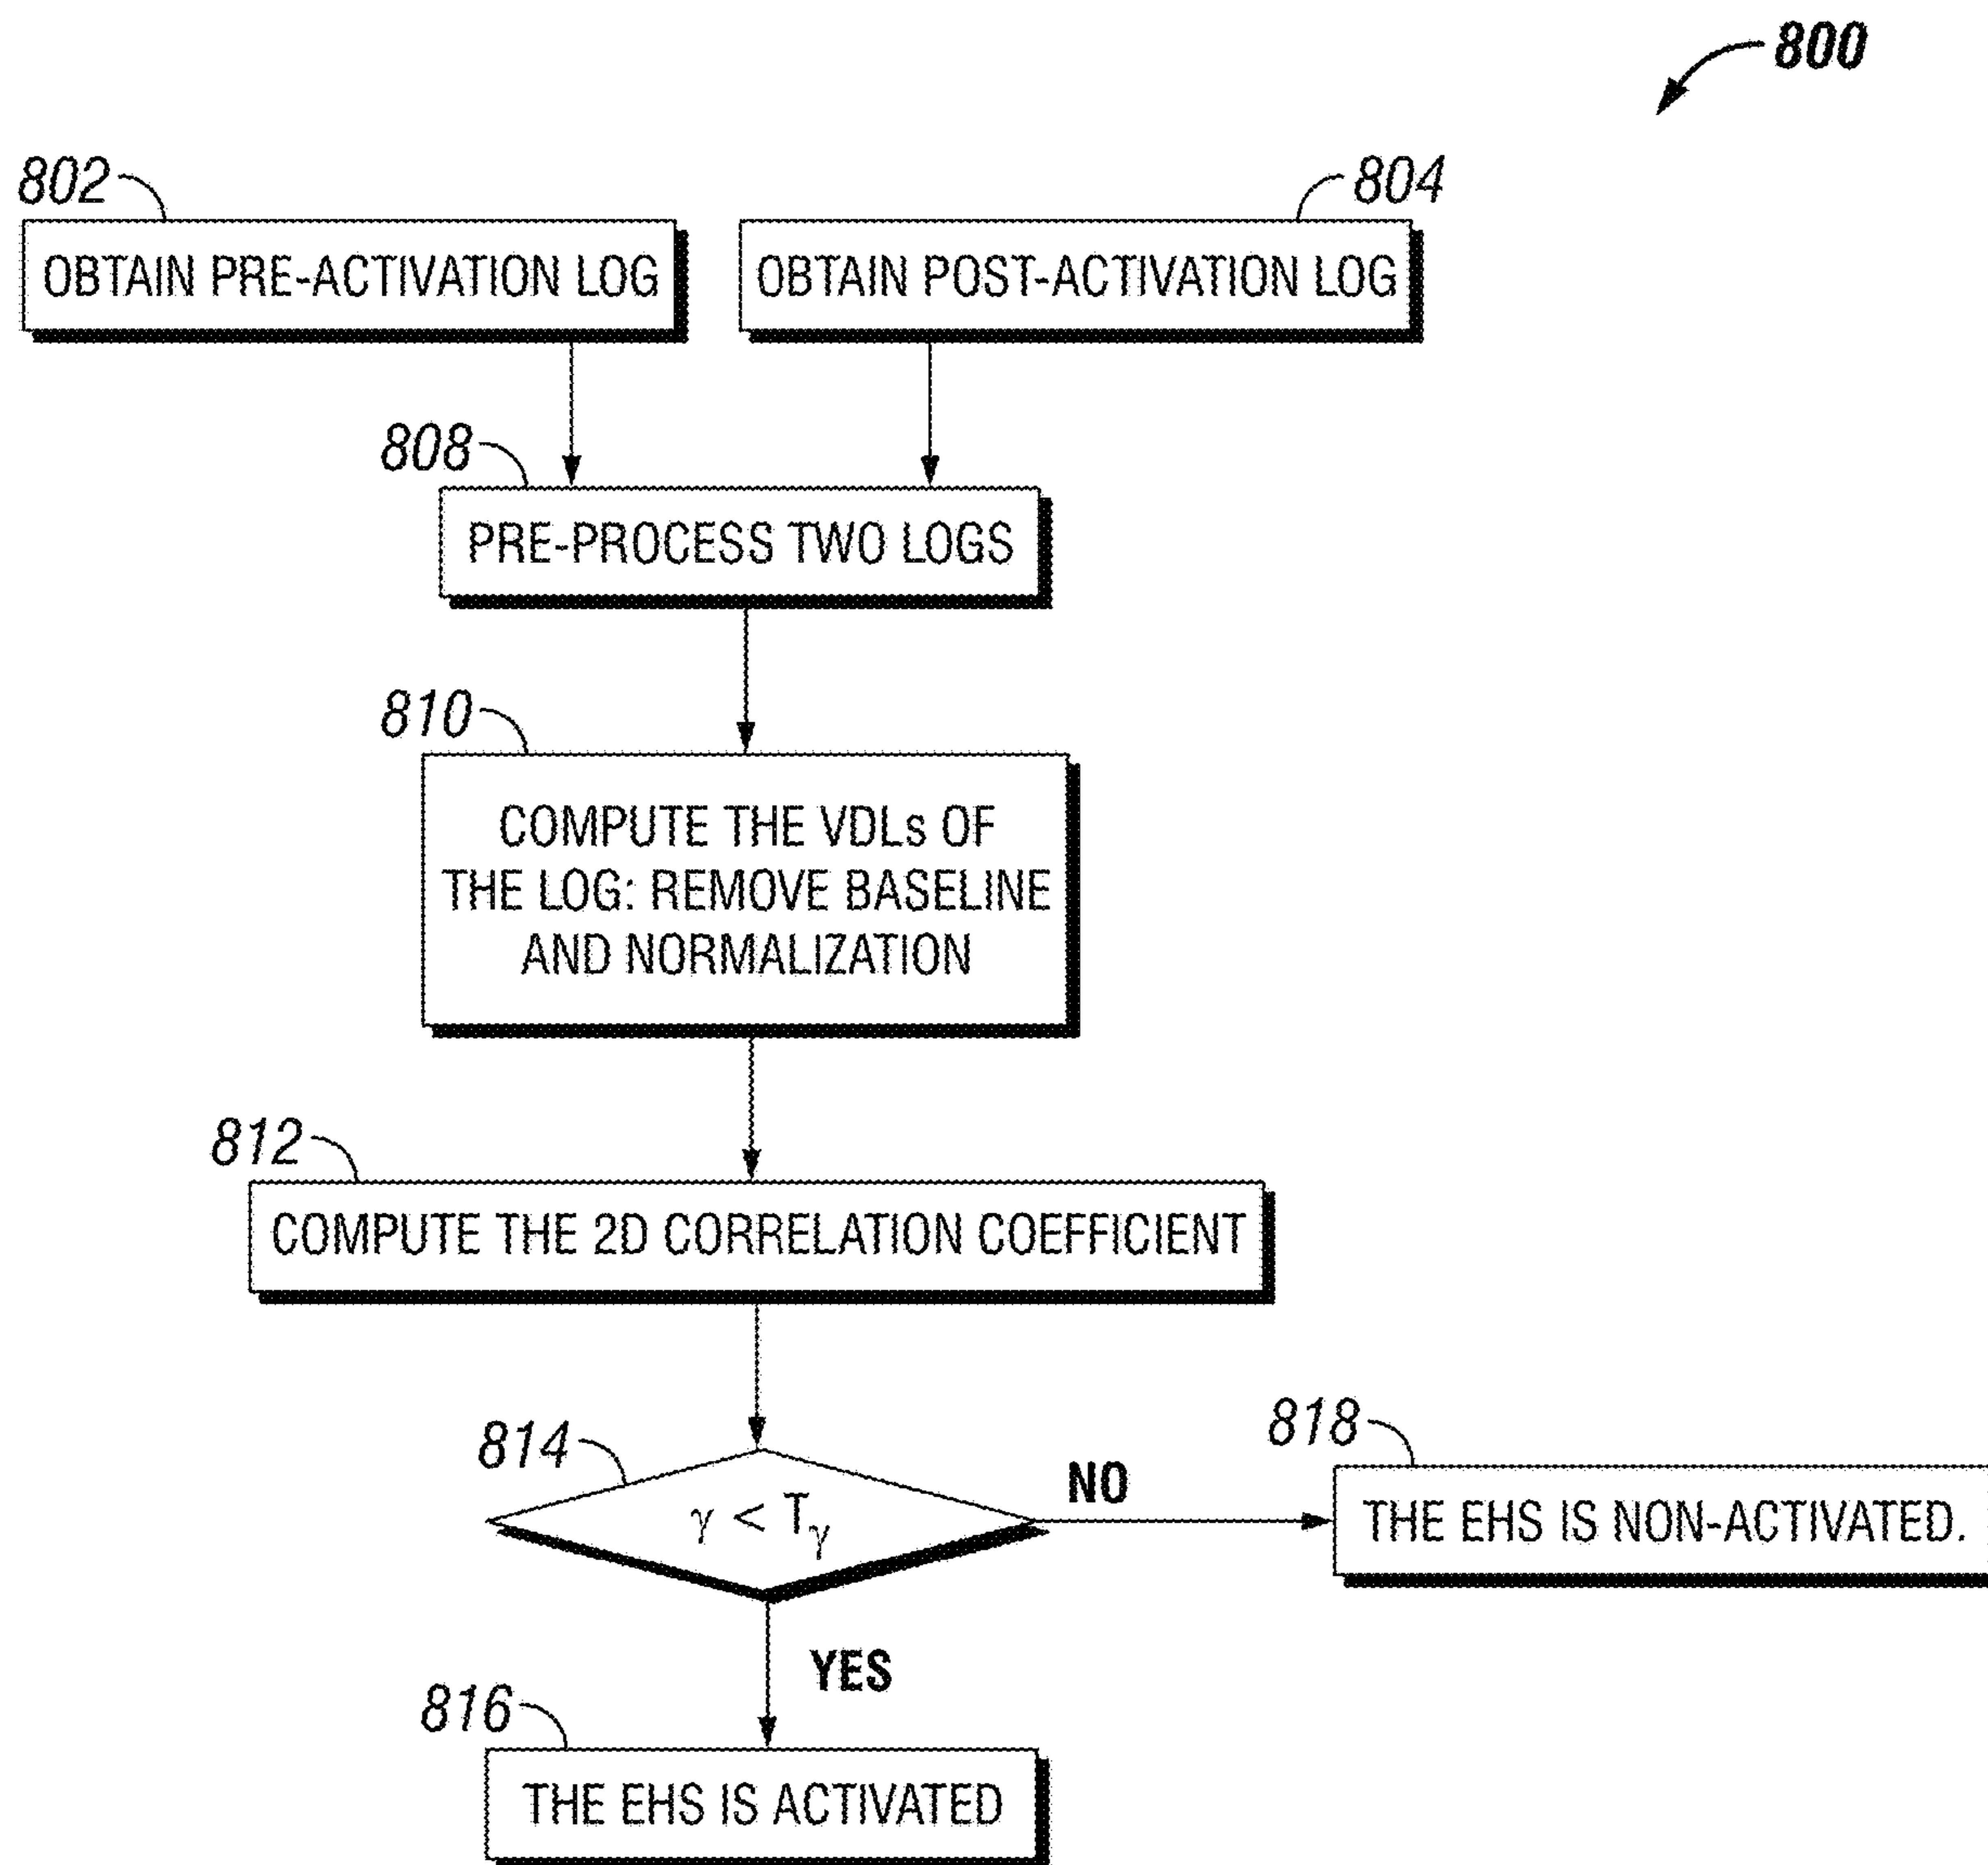 800
802
804
OBTAIN PRE-ACTIVATION LOG
OBTAIN POST-ACTIVATION LOG
808
PRE-PROCESS TWO LOGS
810
COMPUTE THE VDLs OF
THE LOG: REMOVE BASELINE
AND NORMALIZATION
812
COMPUTE THE 2D CORRELATION COEFFICIENT
814
γ < Tγ
NO
818
THE EHS IS NON-ACTIVATED.
YES
816
THE EHS IS ACTIVATED